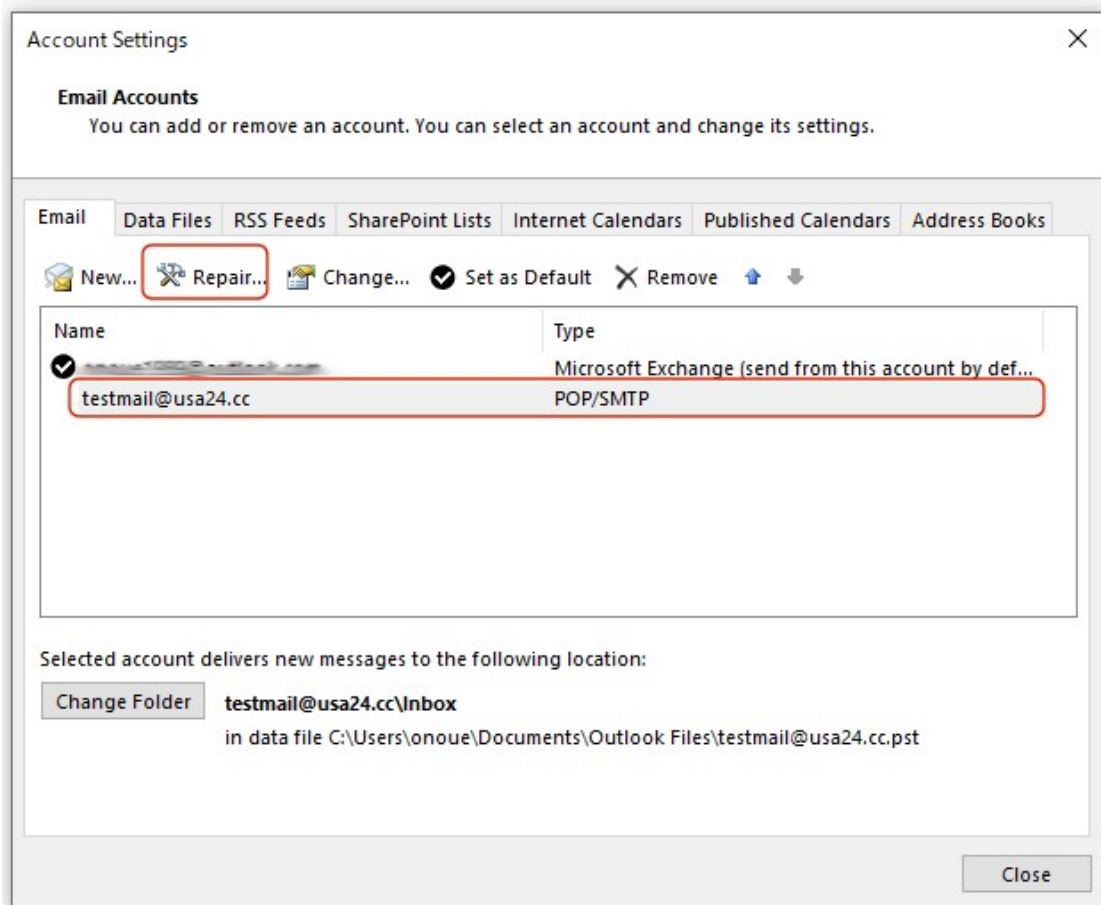 Account Settings
Email Accounts
You can add or remove an account. You can select an account and change its settings.
Email Data Files RSS Feeds SharePoint Lists Internet Calendars Published Calendars Address Books
New... Repair... Change... Set as Default Remove
Name Type
Microsoft Exchange (send from this account by def...
testmail@usa24.cc POP/SMTP
Selected account delivers new messages to the following location:
Change Folder testmail@usa24.cc\Inbox
in data file C:\Users\onoue\Documents\Outlook Files\testmail@usa24.cc.pst
Close